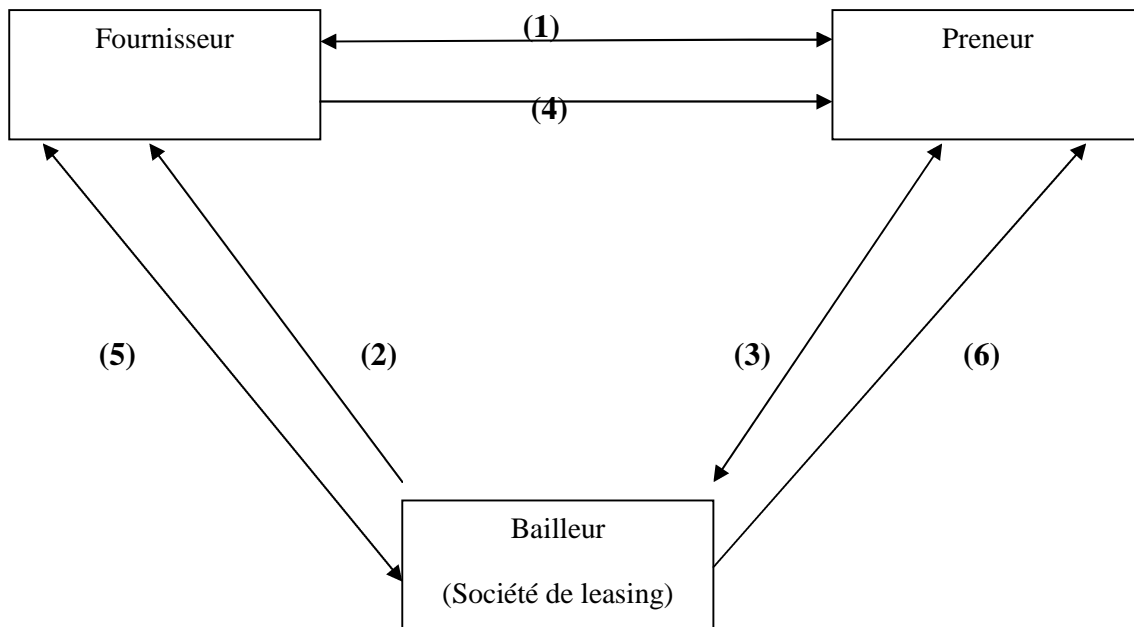 Fournisseur
(1)
Preneur
(4)
(5)
(2)
(3)
(6)
Bailleur
(Société de leasing)